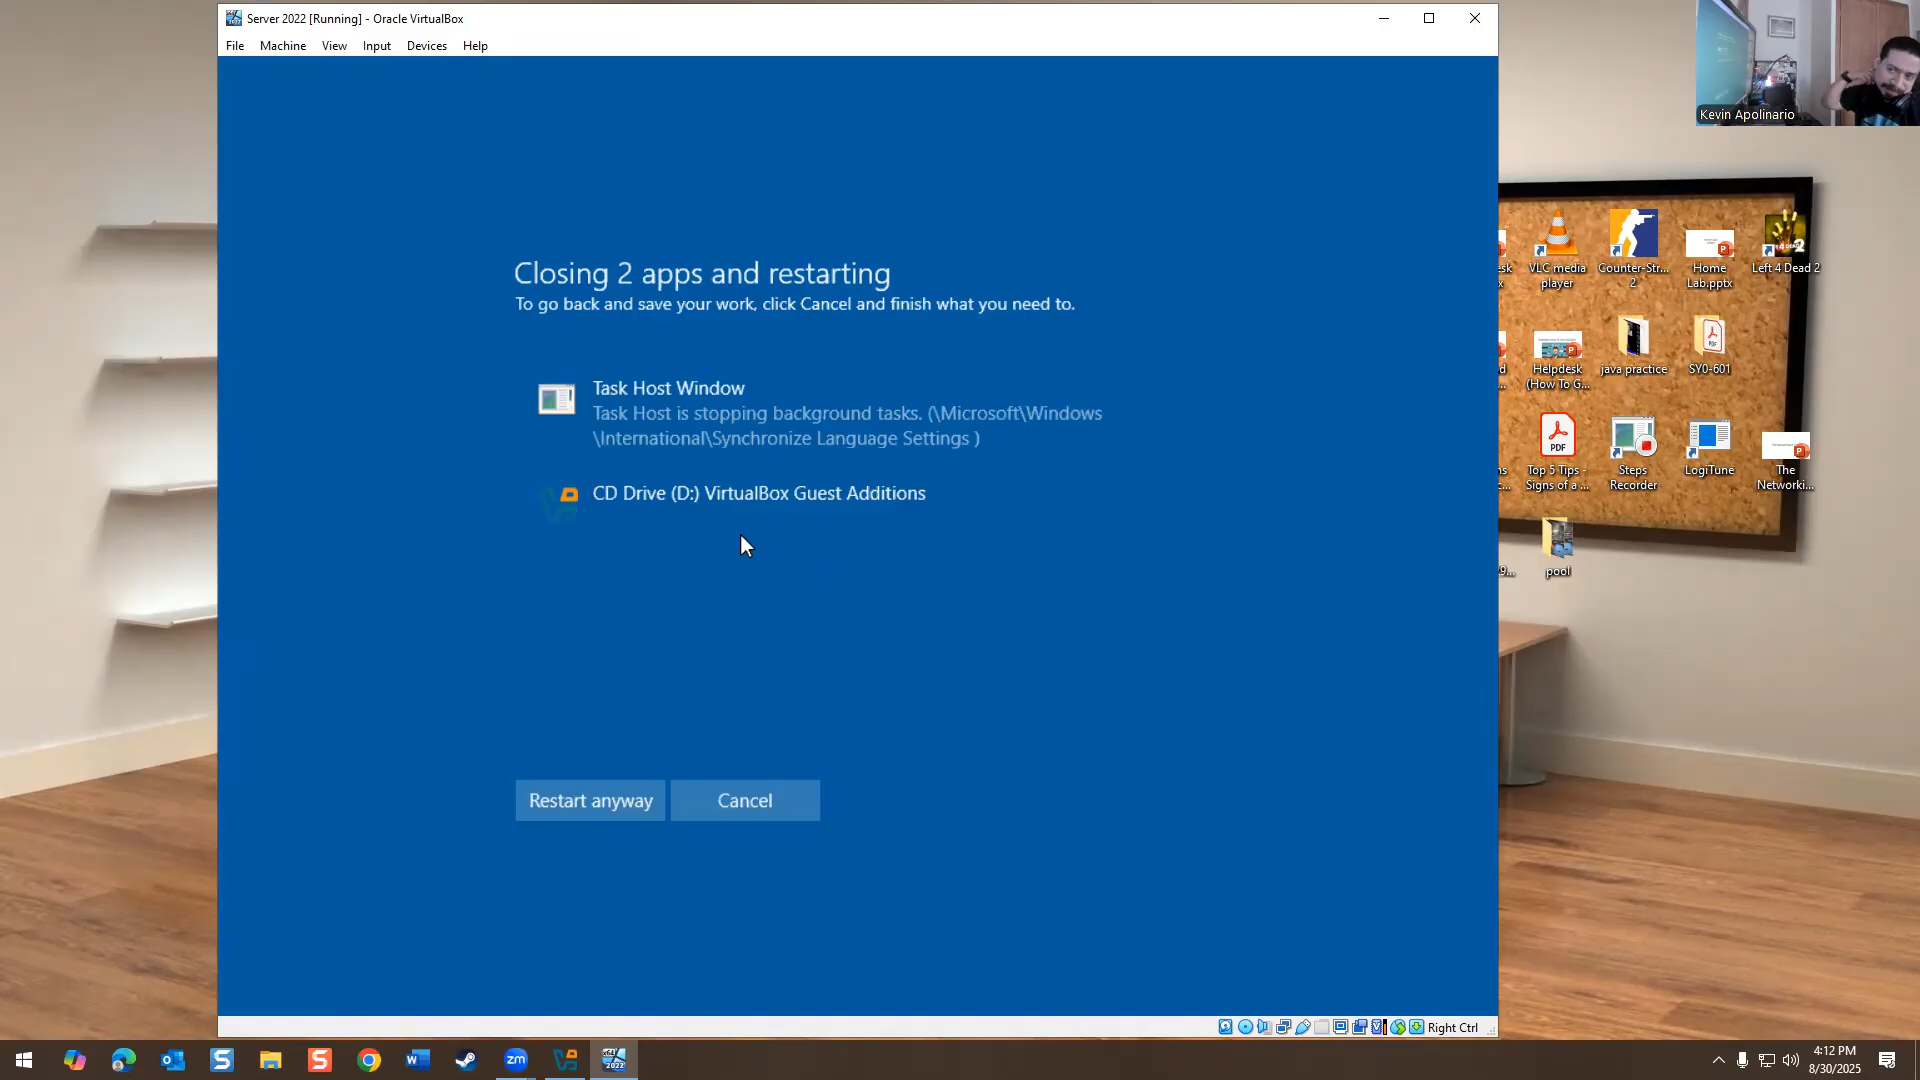 Server 2022 [Running] - Oracle VirtualBox
File Machine View Input Devices Help
Kevin Apolinario
Closing 2 apps and restarting
To go back and save your work, click Cancel and finish what you need to.
Task Host Window
Task Host is stopping background tasks. (\Microsoft\Windows
\International\Synchronize Language Settings )
CD Drive (D:) VirtualBox Guest Additions
Restart anyway
Cancel
VLC media
player
Counter-Str...
2
Home
Lab.pptx
Left 4 Dead 2
Helpdesk
(How To G...
java practice
SY0-601
PDF
Top 5 Tips -
Signs of a ...
Steps
Recorder
LogiTune
The
Networki...
pool
Right Ctrl
zm
x64
2022
4:12 PM
8/30/2025